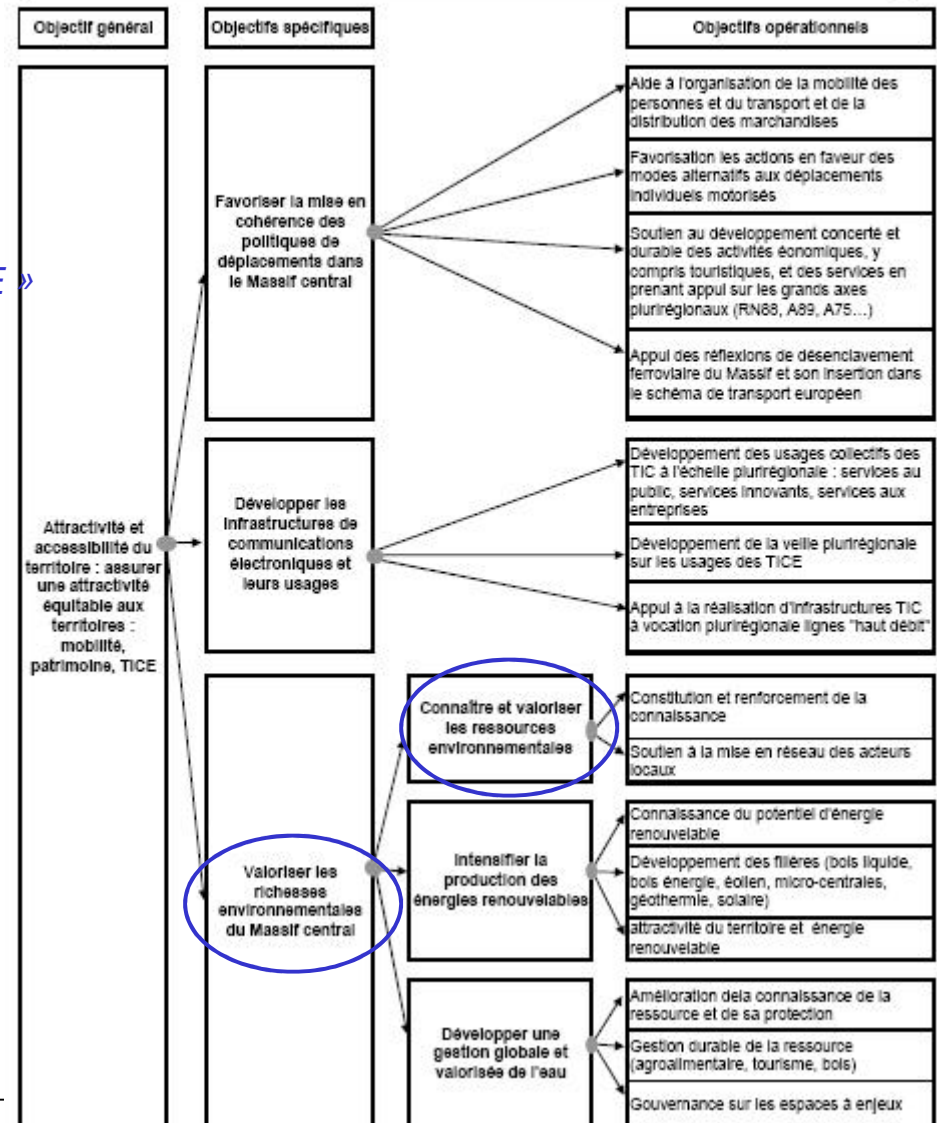 Objectif général
Objectifs spécifiques
Objectifs opérationnels
E »
Attractivité et
accessibilité du
territoire : assurer
une attractivité
équitable aux
territoires :
mobilité,
patrimoine, TICE
Favoriser la mise en
cohérence des
politiques de
déplacements dans
le Massif central
Aide à l'organisation de la mobilité des
personnes et du transport et de la
distribution des marchandises
Favorisation les actions en faveur des
modes alternatifs aux déplacements
individuels motorisés
Soutien au développement concerté et
durable des activités éonomiques, y
compris touristiques, et des services en
prenant appui sur les grands axes
plurirégionaux (RN88, A89, A75...)
Appui des réflexions de désenclavement
ferroviaire du Massif et son insertion dans
le schéma de transport européen
Développer les
infrastructures de
communications
électroniques et
leurs usages
Développement des usages collectifs des
TIC à l'échelle plurirégionale : services au
public, services innovants, services aux
entreprises
Développement de la veille plurirégionale
sur les usages des TICE
Appui à la réalisation d'infrastructures TIC
à vocation plurirégionale lignes "haut débit"
Valoriser les
richesses
environnementales
du Massif central
Connaître et valoriser
les ressources
environnementales
Constitution et renforcement de la
connaissance
Soutien à la mise en réseau des acteurs
locaux
Intensifier la
production des
énergies renouvelables
Connaissance du potentiel d'énergie
renouvelable
Développement des filières (bois liquide,
bois énergie, éolien, micro-centrales,
géothermie, solaire)
attractivité du territoire et énergie
renouvelable
Développer une
gestion globale et
valorisée de l'eau
Amélioration dela connaissance de la
ressource et de sa protection
Gestion durable de la ressource
(agroalimentaire, tourisme, bois)
Gouvernance sur les espaces à enjeux